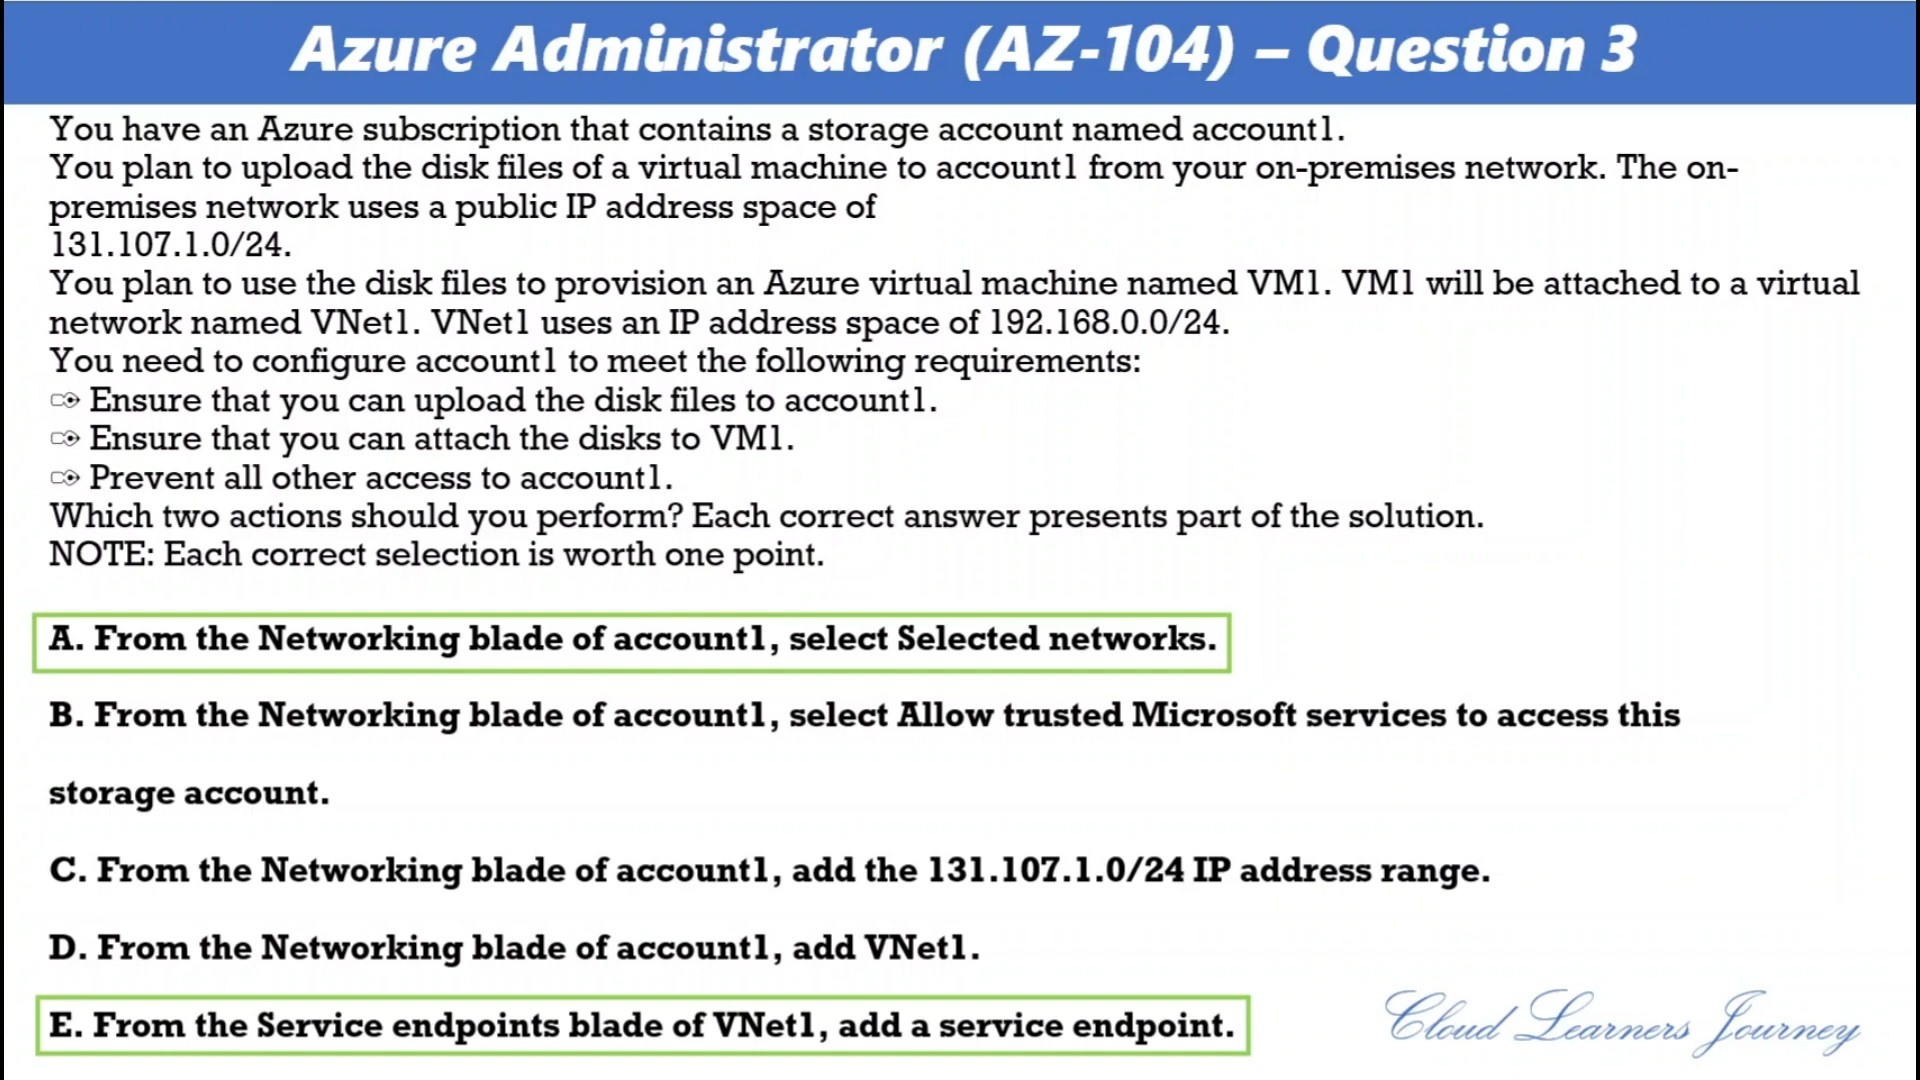 Azure Administrator (AZ-104) – Question 3
You have an Azure subscription that contains a storage account named account1.
You plan to upload the disk files of a virtual machine to account1 from your on-premises network. The on-
premises network uses a public IP address space of
131.107.1.0/24.
You plan to use the disk files to provision an Azure virtual machine named VM1. VM1 will be attached to a virtual
network named VNet1. VNet1 uses an IP address space of 192.168.0.0/24.
You need to configure account1 to meet the following requirements:
Ensure that you can upload the disk files to account1.
Ensure that you can attach the disks to VM1.
Prevent all other access to account1.
Which two actions should you perform? Each correct answer presents part of the solution.
NOTE: Each correct selection is worth one point.
A. From the Networking blade of account1, select Selected networks.
B. From the Networking blade of account1, select Allow trusted Microsoft services to access this
storage account.
C. From the Networking blade of account1, add the 131.107.1.0/24 IP address range.
D. From the Networking blade of account1, add VNet1.
E. From the Service endpoints blade of VNet1, add a service endpoint.
Cloud Learners Journey